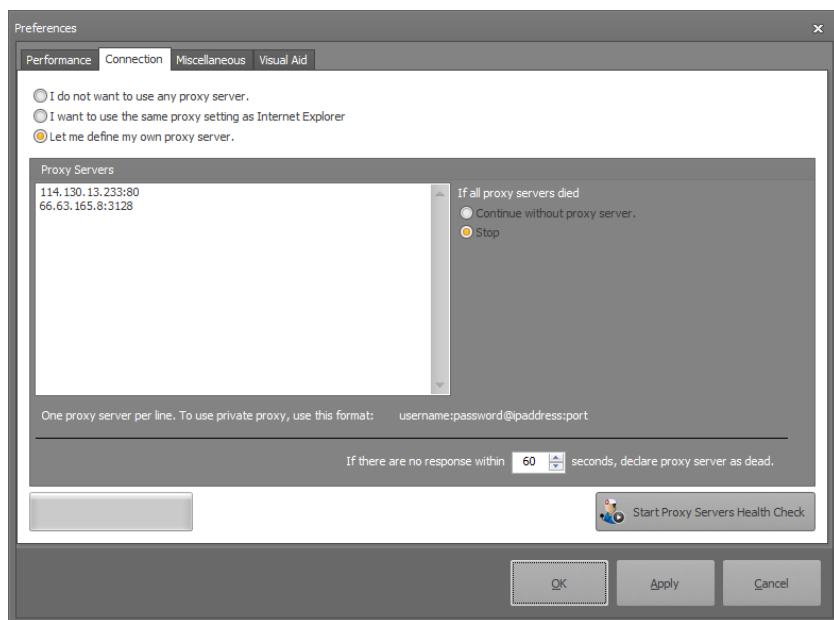 Preferences
Performance Connection Miscellaneous Visual Aid
I do not want to use any proxy server.
I want to use the same proxy setting as Internet Explorer
Let me define my own proxy server.
Proxy Servers
114.130.13.233:80
66.63.165.8:3128
If all proxy servers died
Continue without proxy server.
Stop
One proxy server per line. To use private proxy, use this format: username:password@ipaddress:port
If there are no response within 60 seconds, declare proxy server as dead.
Start Proxy Servers Health Check
OK Apply Cancel